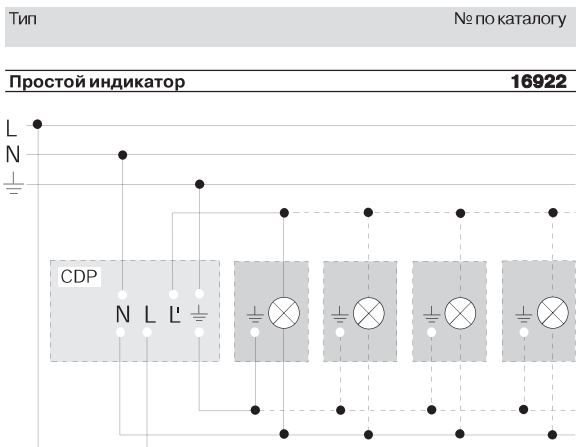 Тип № по каталогу
Простой индикатор 16922
L
N
CDP
N L L'